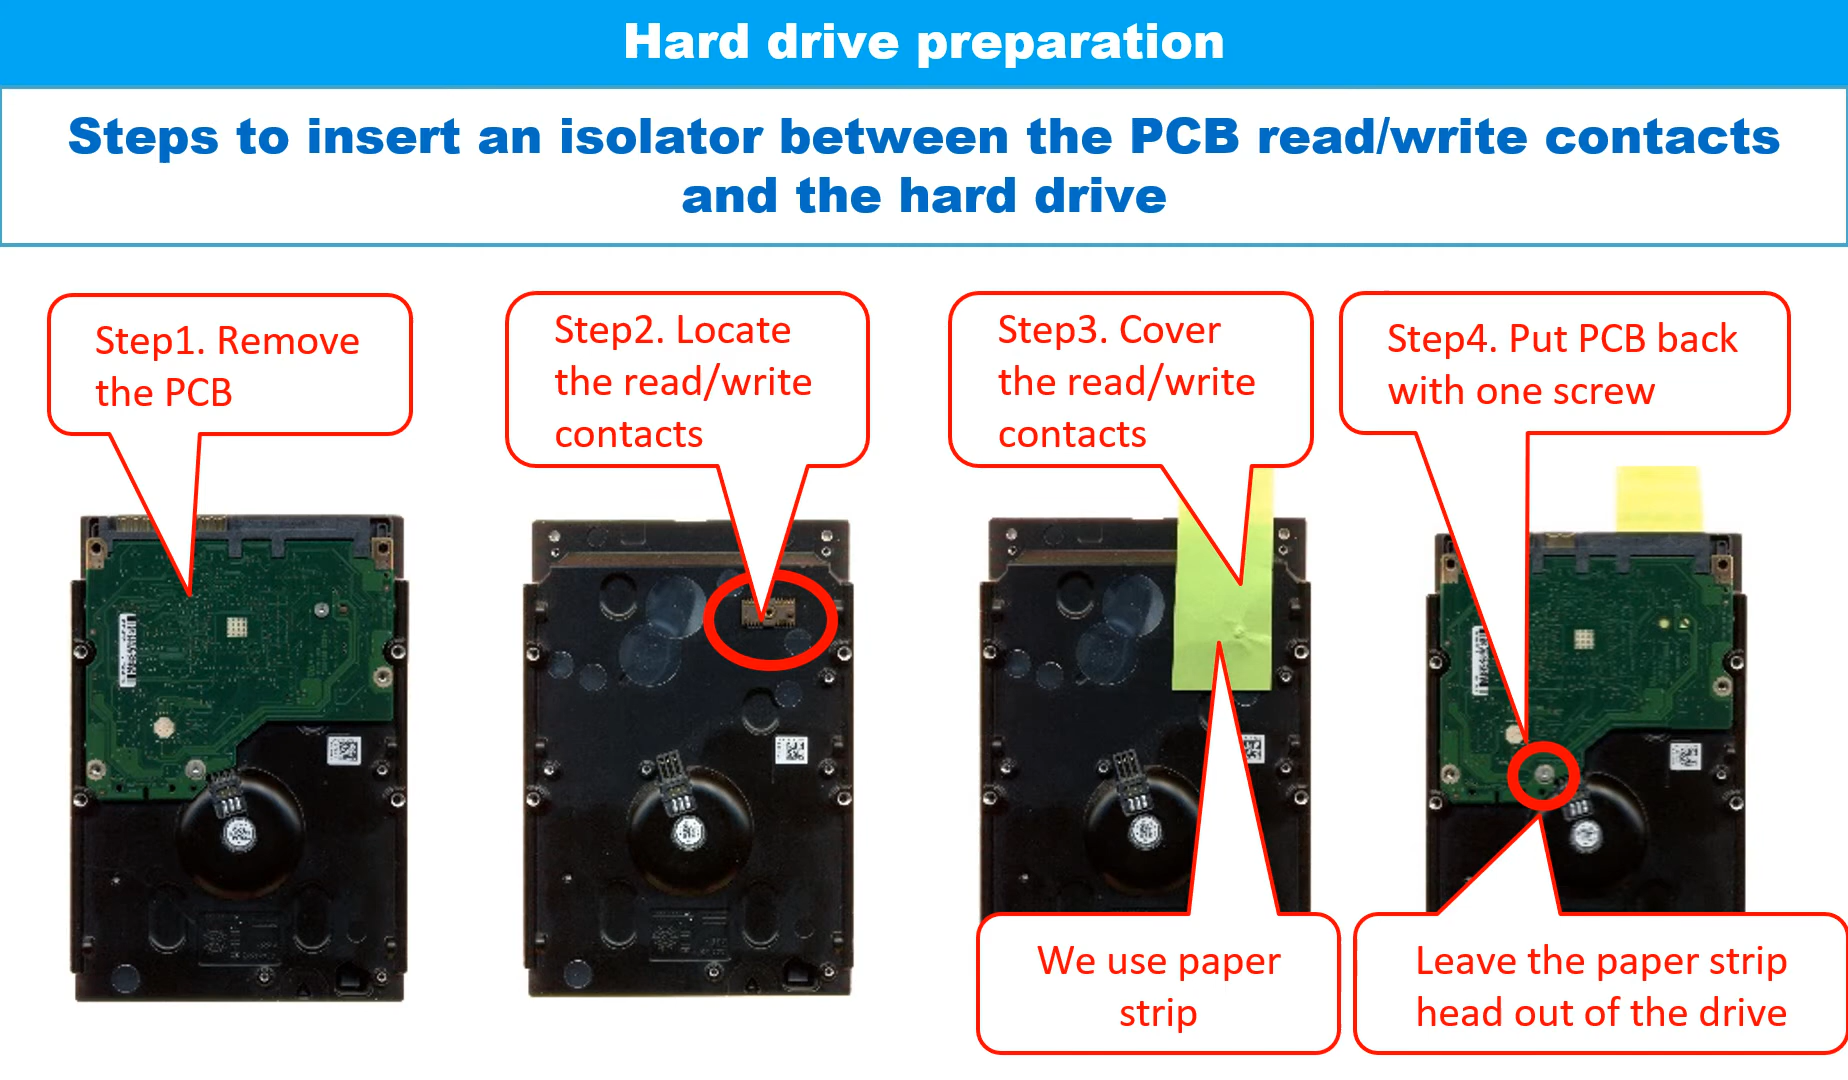 Hard drive preparation
Steps to insert an isolator between the PCB read/write contacts
and the hard drive
Step1. Remove
the PCB
Step2. Locate
the read/write
contacts
Step3. Cover
the read/write
contacts
Step4. Put PCB back
with one screw
We use paper
strip
Leave the paper strip
head out of the drive